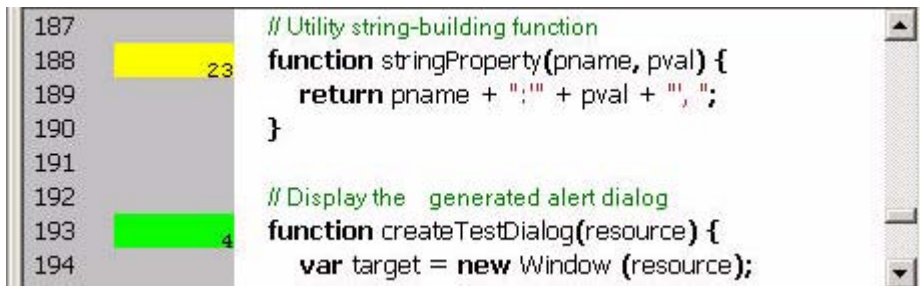 187 // Utility string-building function
188 23 function stringProperty(pname, pval) {
189 return pname + ":'" + pval + "', ";
190 }
191
192 // Display the generated alert dialog
193 4 function createTestDialog(resource) {
194 var target = new Window (resource);